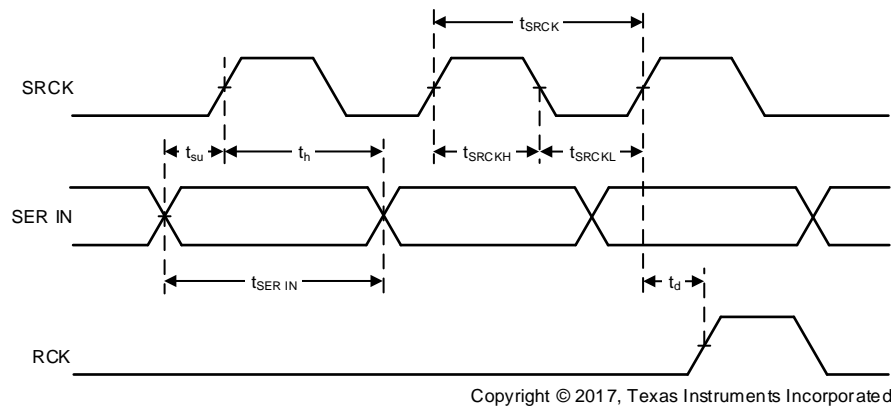 tSRCK
SRCK
tsu
th
tSRCKH
tSRCKL
SER IN
tSER IN
td
RCK
Copyright © 2017, Texas Instruments Incorporated